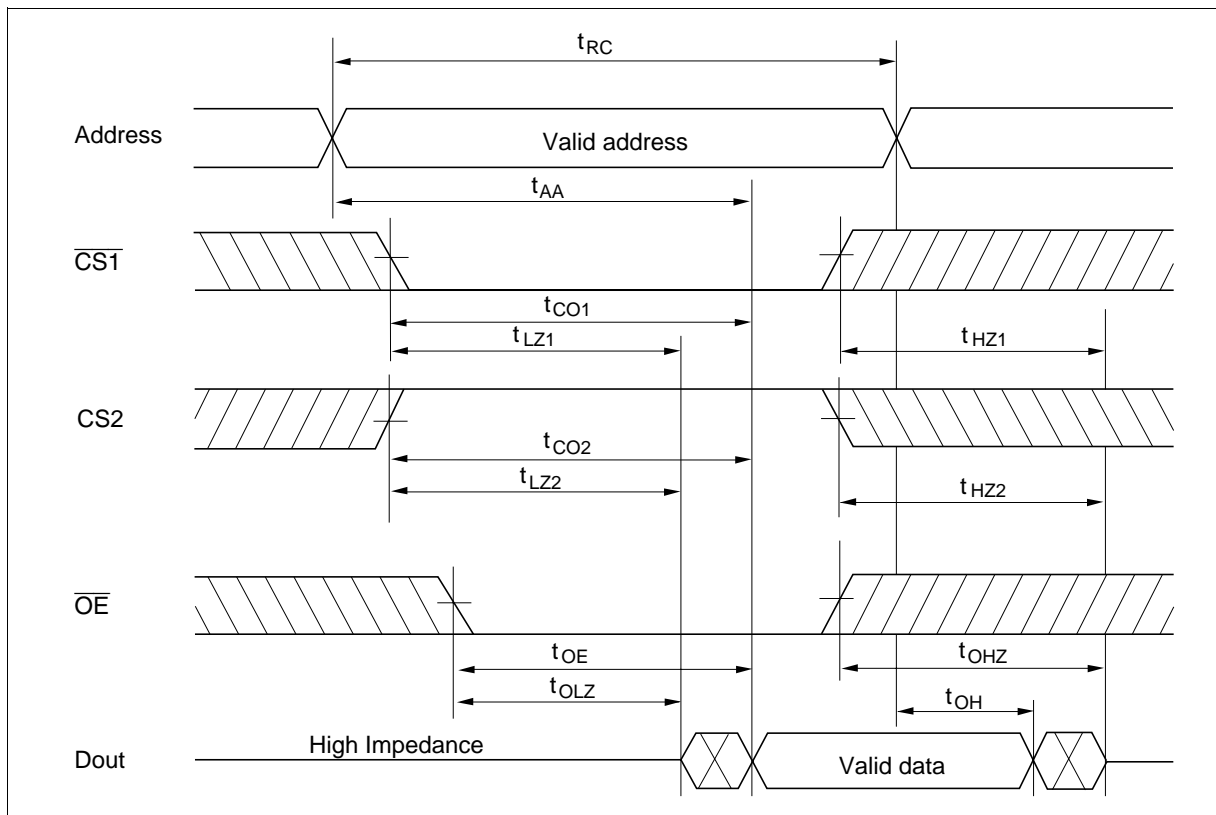 tRC
Address
Valid address
tAA
CS1
tCO1
tLZ1
tHZ1
CS2
tCO2
tLZ2
tHZ2
OE
tOE
tOHZ
tOLZ
tOH
Dout
High Impedance
Valid data